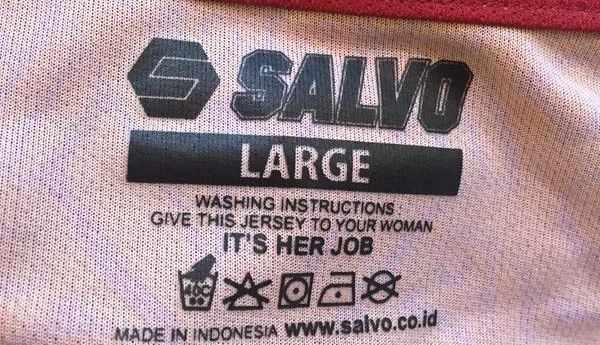 SALVO
LARGE
WASHING INSTRUCTIONS
GIVE THIS JERSEY TO YOUR WOMAN
IT'S HER JOB
40C
MADE IN INDONESIA www.salvo.co.id